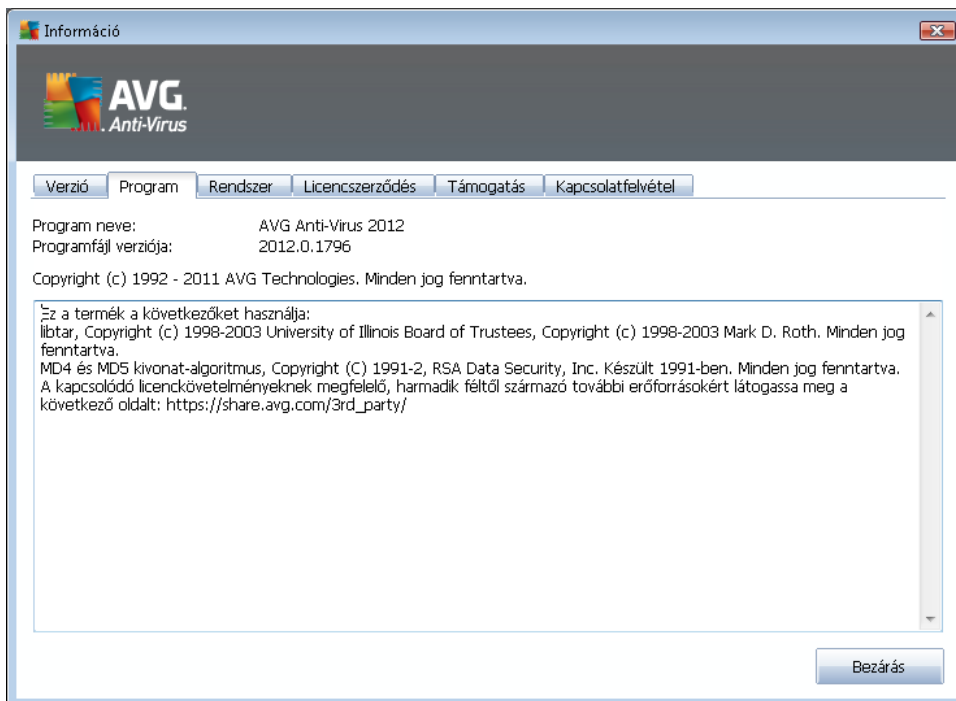 Információ
AVG.
Anti-Virus
Verzió Program Rendszer Licencszerződés Támogatás Kapcsolatfelvétel
Program neve: AVG Anti-Virus 2012
Programfájl verziója: 2012.0.1796
Copyright (c) 1992 - 2011 AVG Technologies. Minden jog fenntartva.
Ez a termék a következőket használja:
libtar, Copyright (c) 1998-2003 University of Illinois Board of Trustees, Copyright (c) 1998-2003 Mark D. Roth. Minden jog
fenntartva.
MD4 és MD5 kivonat-algoritmus, Copyright (C) 1991-2, RSA Data Security, Inc. Készült 1991-ben. Minden jog fenntartva.
A kapcsolódó licenckövetelményeknek megfelelő, harmadik féltől származó további erőforrásokért látogassa meg a
következő oldalt: https://share.avg.com/3rd_party/
Bezárás